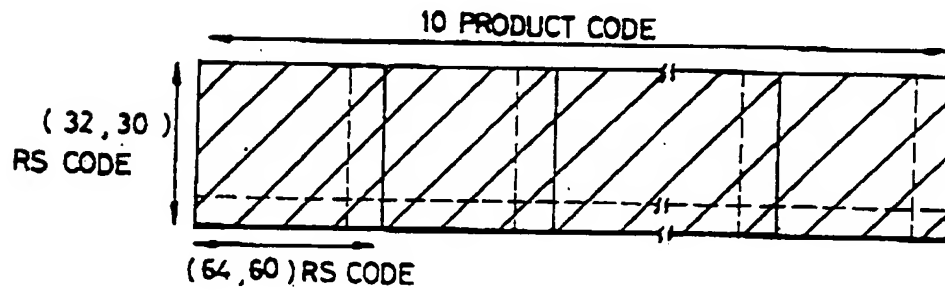 10 PRODUCT CODE
( 32 , 30 )
RS CODE
(64 , 60 ) RS CODE